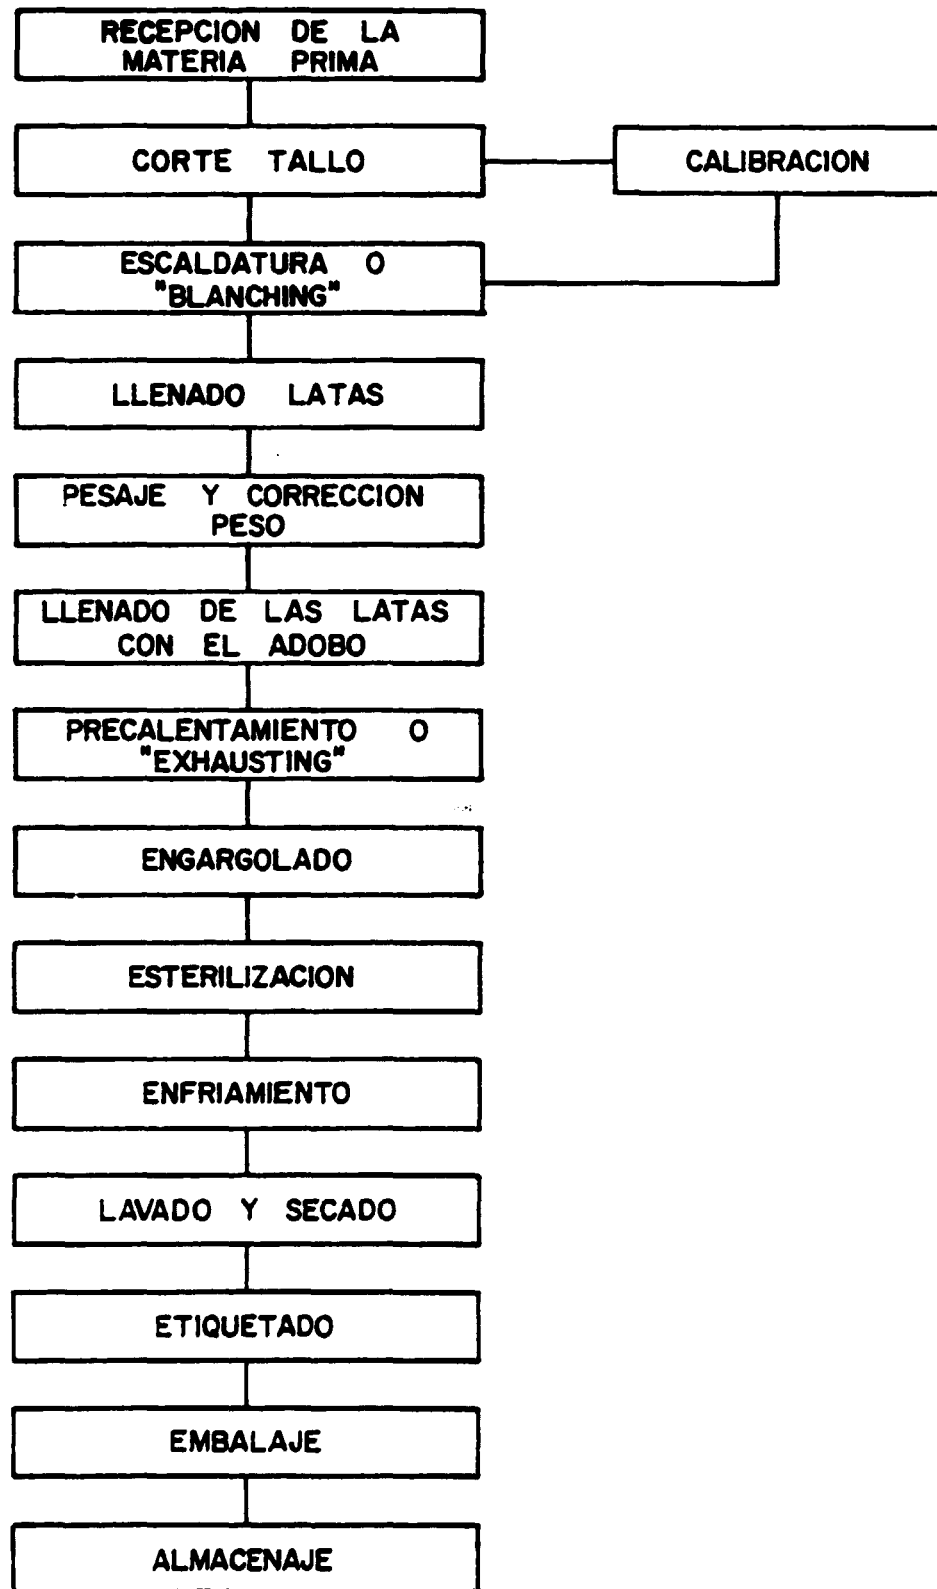 RECEPCION DE LA
MATERIA PRIMA
CORTE TALLO
CALIBRACION
ESCALDATURA O
"BLANCHING"
LLENADO LATAS
PESAJE Y CORRECCION
PESO
LLENADO DE LAS LATAS
CON EL ADOBO
PRECALENTAMIENTO O
"EXHAUSTING"
ENGARGOLADO
ESTERILIZACION
ENFRIAMIENTO
LAVADO Y SECADO
ETIQUETADO
EMBALAJE
ALMACENAJE